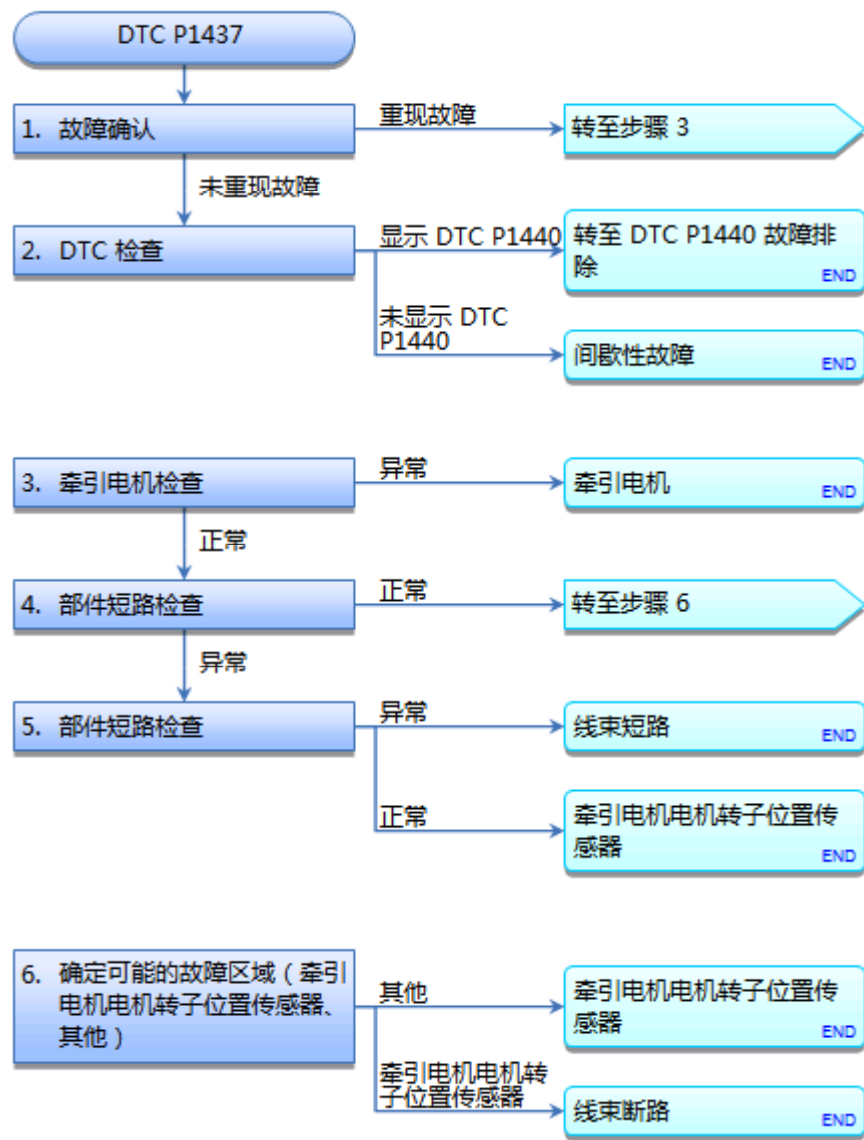 DTC P1437
1. 故障确认
重现故障
转至步骤 3
未重现故障
2. DTC 检查
显示 DTC P1440
转至 DTC P1440 故障排
除
END
未显示 DTC
P1440
间歇性故障
END
3. 牵引电机检查
异常
牵引电机
END
正常
4. 部件短路检查
正常
转至步骤 6
异常
5. 部件短路检查
异常
线束短路
END
正常
牵引电机电机转子位置传
感器
END
6. 确定可能的故障区域（牵引
电机电机转子位置传感器、
其他）
其他
牵引电机电机转子位置传
感器
END
牵引电机电机转
子位置传感器
线束断路
END